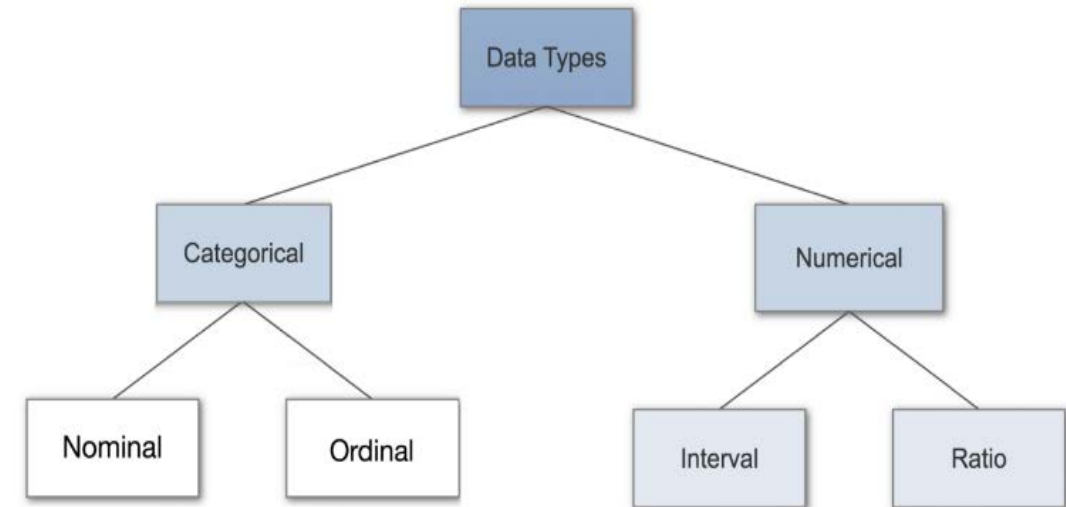 Data Types
Categorical
Numerical
Nominal
Ordinal
Interval
Ratio